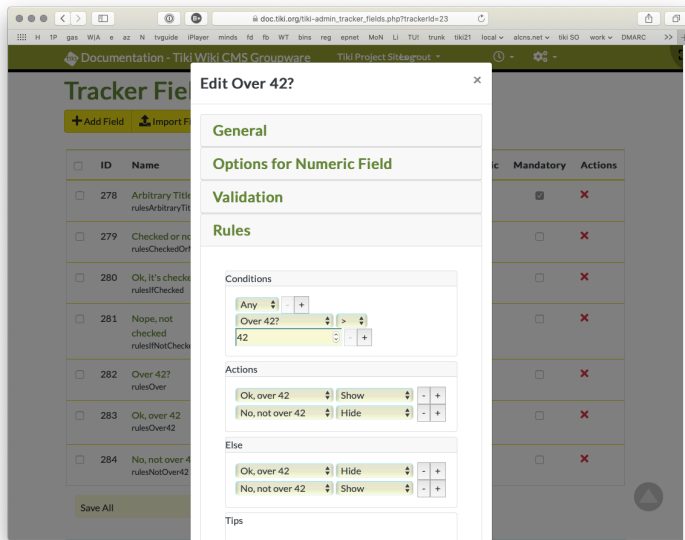 doc.tiki.org/tiki-admin_tracker_fields.php?trackerId=23
H 1P gas W|A e az N tvguide iPlayer minds fd fb WT bins reg epnet MoN Li TU! trunk tiki21 local alcns.net tiki SO work DMARC >> +
Documentation - Tiki Wiki CMS Groupware Tiki Project Sites
Edit Over 42? ×
Tracker Fiel
+ Add Field Import Fi
General
ID Name Mandatory Actions
Options for Numeric Field
278 Arbitrary Title
rulesArbitraryTit
Validation
Rules
279 Checked or no
280 Ok, it's checke
rulesIfChecked
281 Nope, not
checked
rulesIfNotChecke
282 Over 42?
rulesOver
283 Ok, over 42
rulesOver42
284 No, not over 4
rulesNotOver42
Save All
Conditions
Any - +
Over 42? >
42 - +
Actions
Ok, over 42 Show - +
No, not over 42 Hide - +
Else
Ok, over 42 Hide - +
No, not over 42 Show - +
Tips